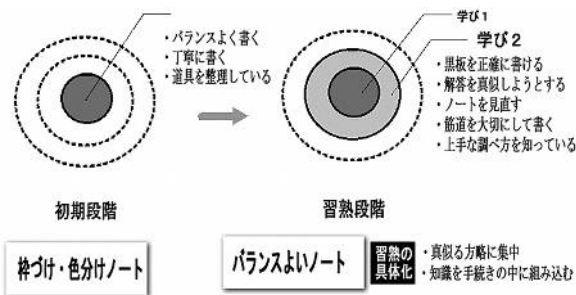 ・バランスよく書く
・丁寧に書く
・道具を整理している
学び1
学び2
・黒板を正確に書ける
・解答を真似しようとする
・ノートを見直す
・筋道を大切にして書く
・上手な調べ方を知っている
初期段階
習熟段階
枠づけ・色分けノート
バランスよいノート
習熟の
具体化
・真似る方略に集中
・知識を手続きの中に組み込む